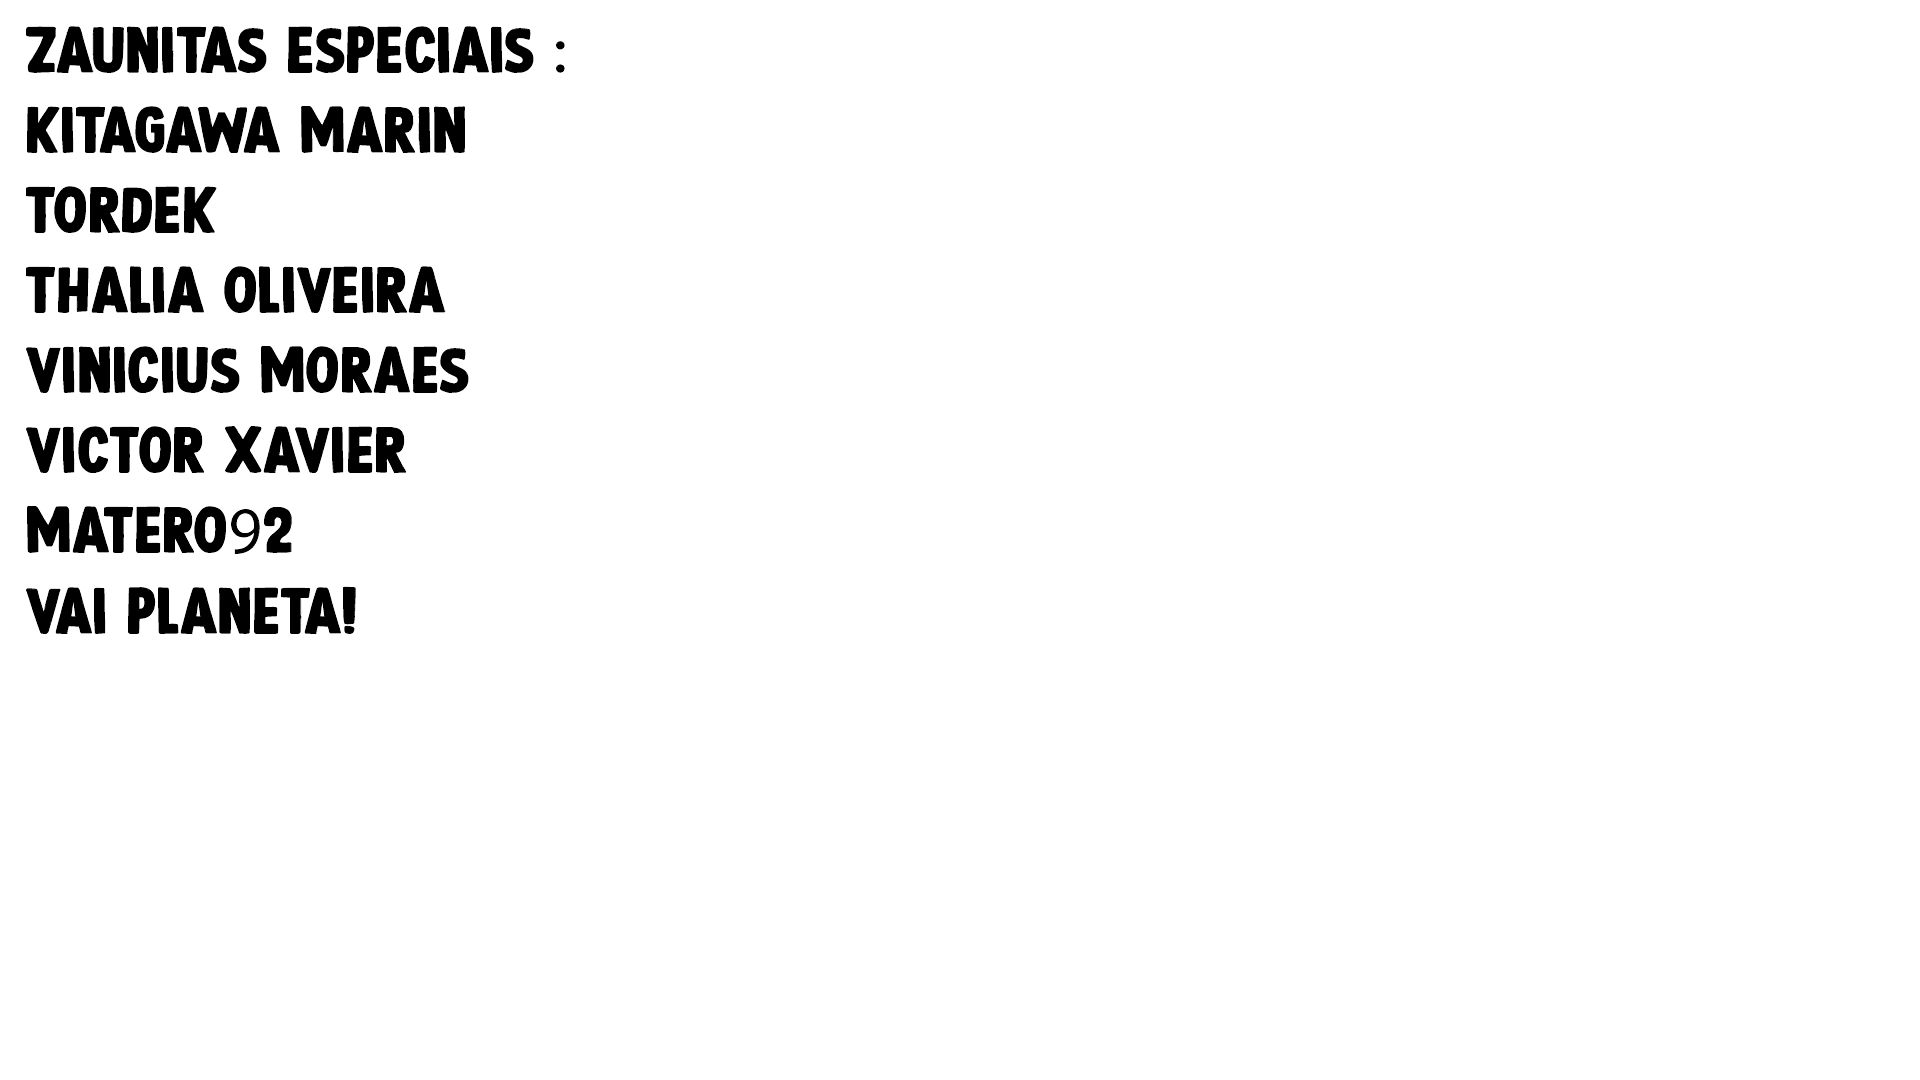 ZAUNITAS ESPECIAIS :
KITAGAWA MARIN
TORDEK
THALIA OLIVEIRA
VINICIUS MORAES
VICTOR XAVIER
MATERO92
VAI PLANETA!